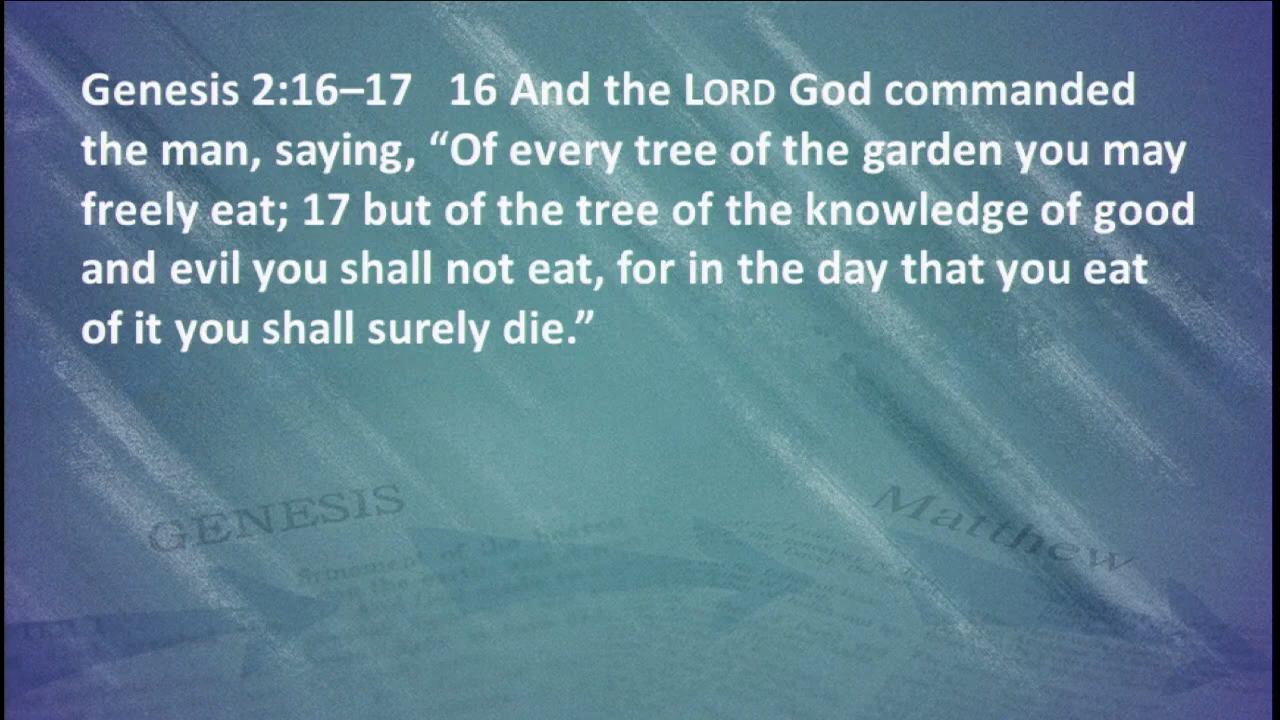 Genesis 2:16–17 16 And the LORD God commanded
the man, saying, “Of every tree of the garden you may
freely eat; 17 but of the tree of the knowledge of good
and evil you shall not eat, for in the day that you eat
of it you shall surely die.”
GENESIS
Matthew